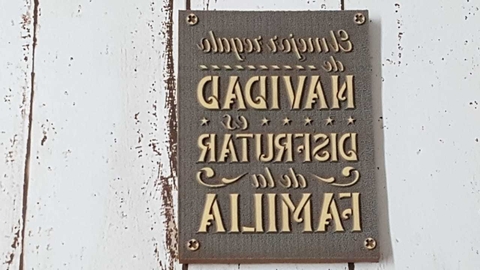 El mejor regalo
de
NAVIDAD
es
DISFRUTAR
de la
FAMILIA